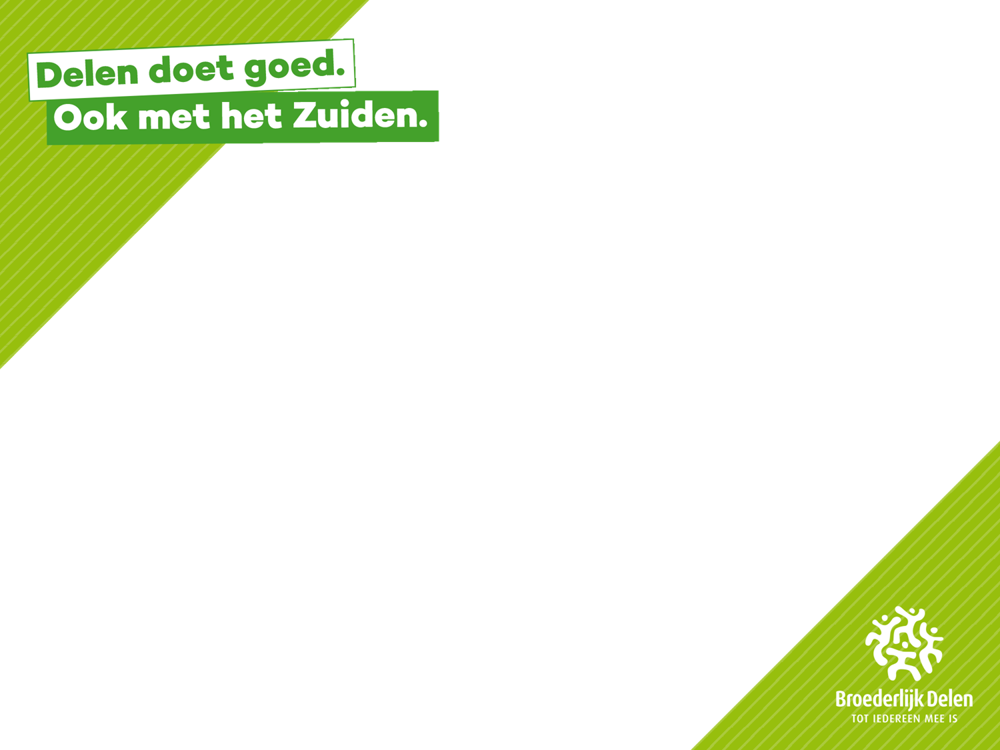 Delen doet goed.
Ook met het Zuiden.
Broederlijk Delen
TOT IEDEREEN MEE IS